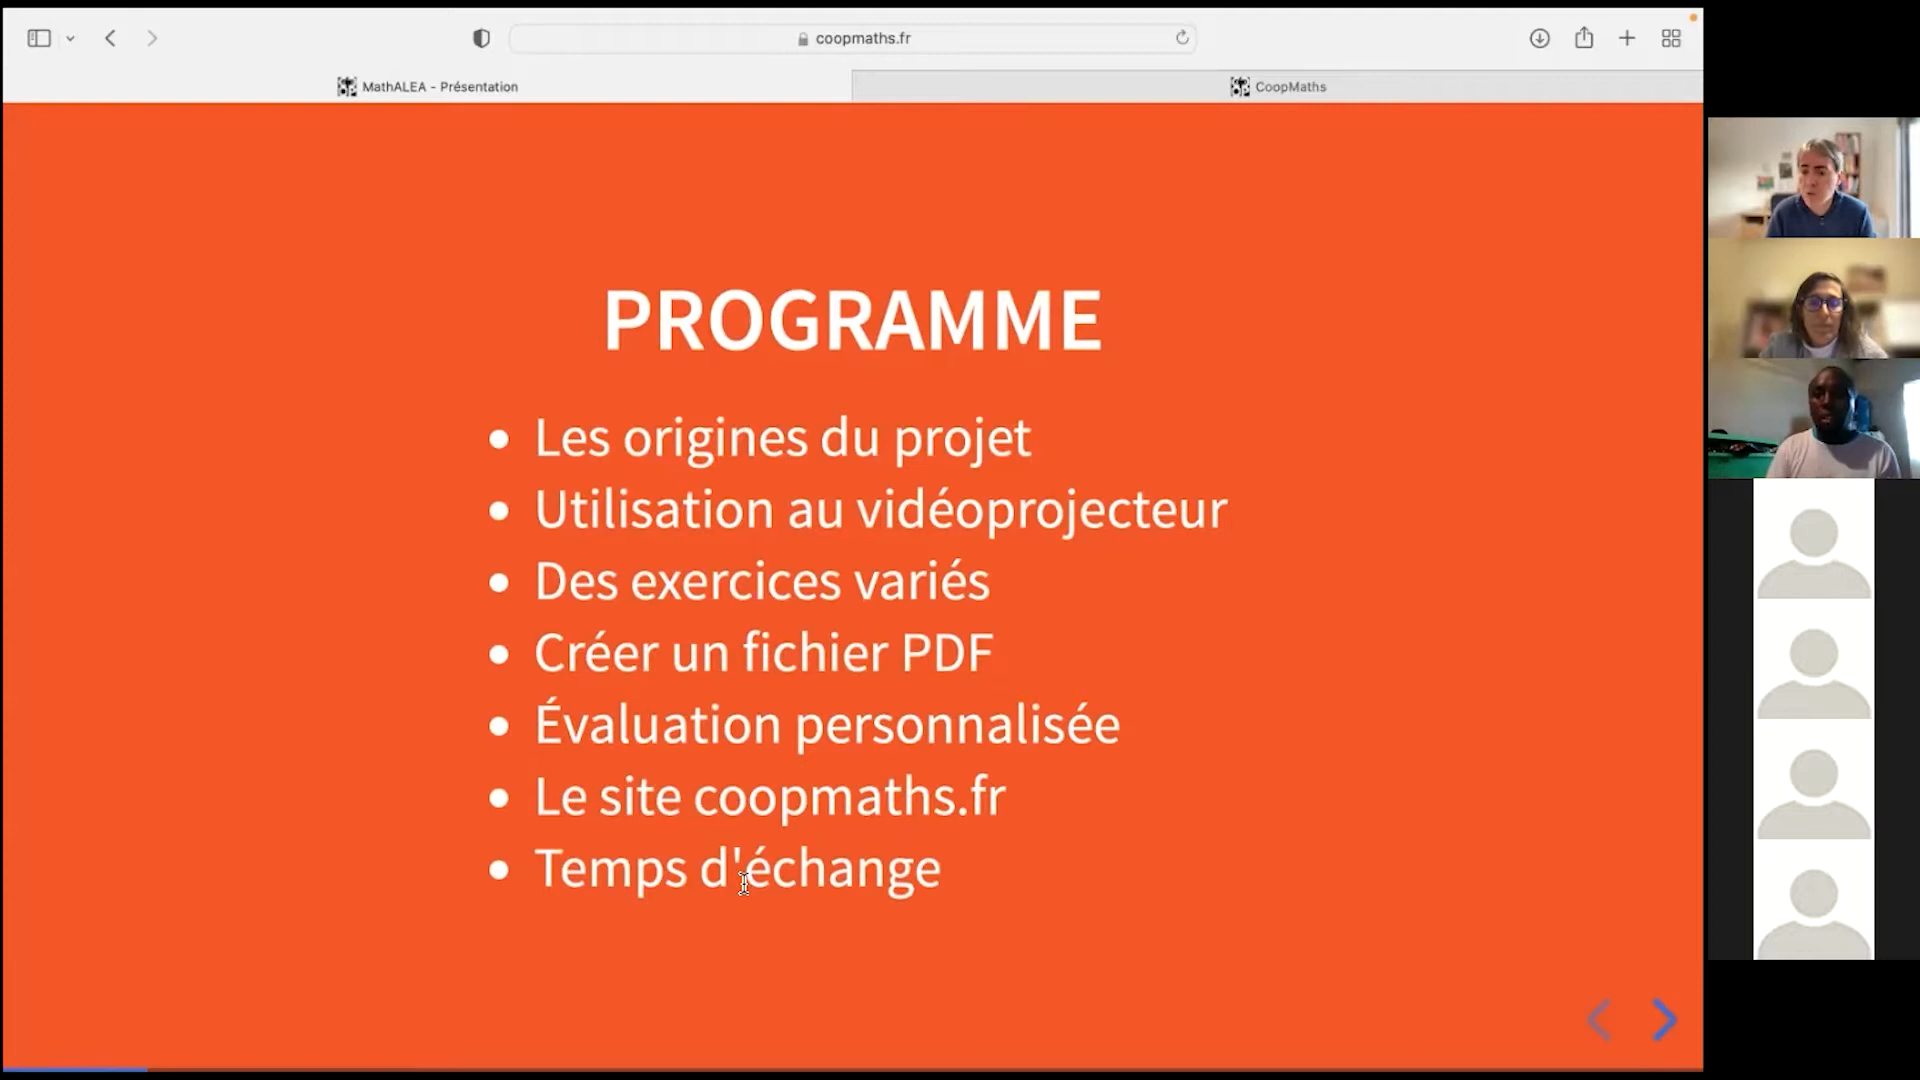 coopmaths.fr
MathALEA - Présentation
CoopMaths
PROGRAMME
Les origines du projet
Utilisation au vidéoprojecteur
Des exercices variés
Créer un fichier PDF
Évaluation personnalisée
Le site coopmaths.fr
Temps d'échange